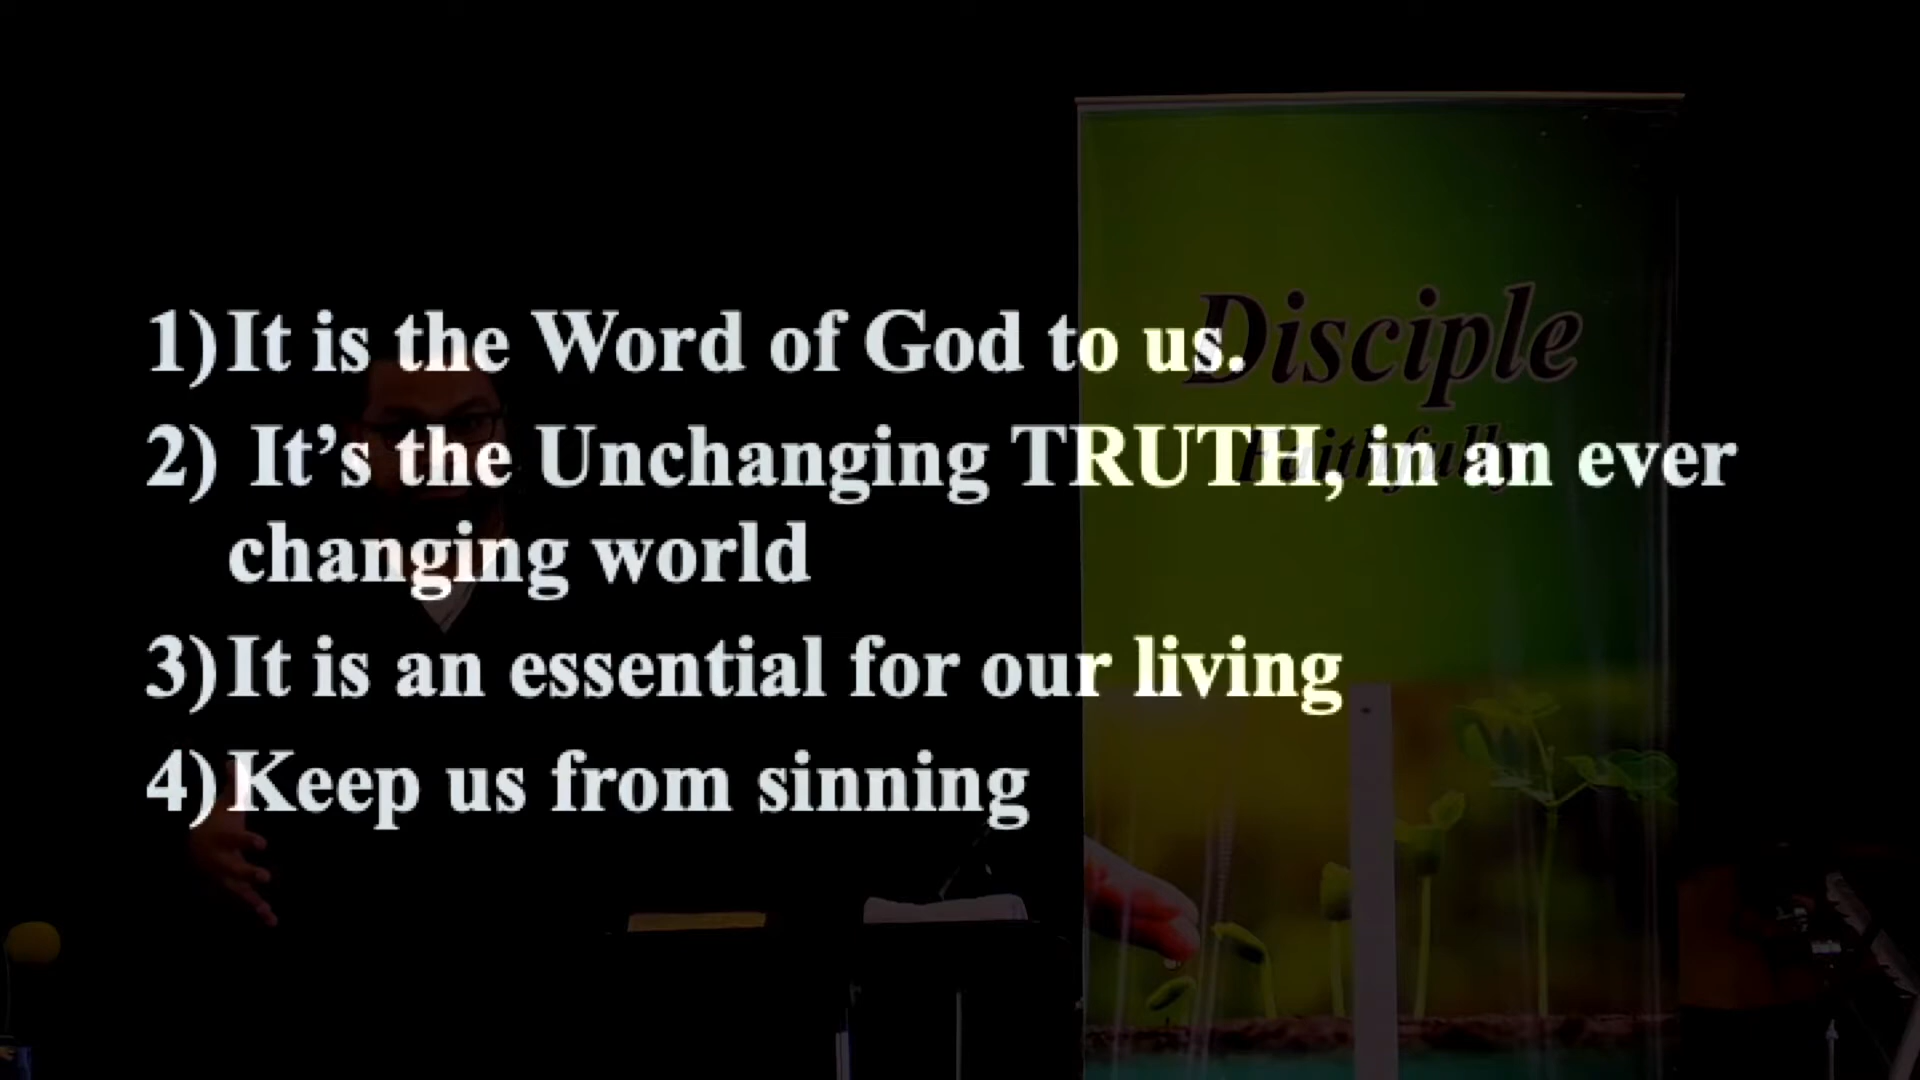 1) It is the Word of God to us.
2) It’s the Unchanging TRUTH, in an ever
changing world
3) It is an essential for our living
4) Keep us from sinning
Disciple
Faithfully